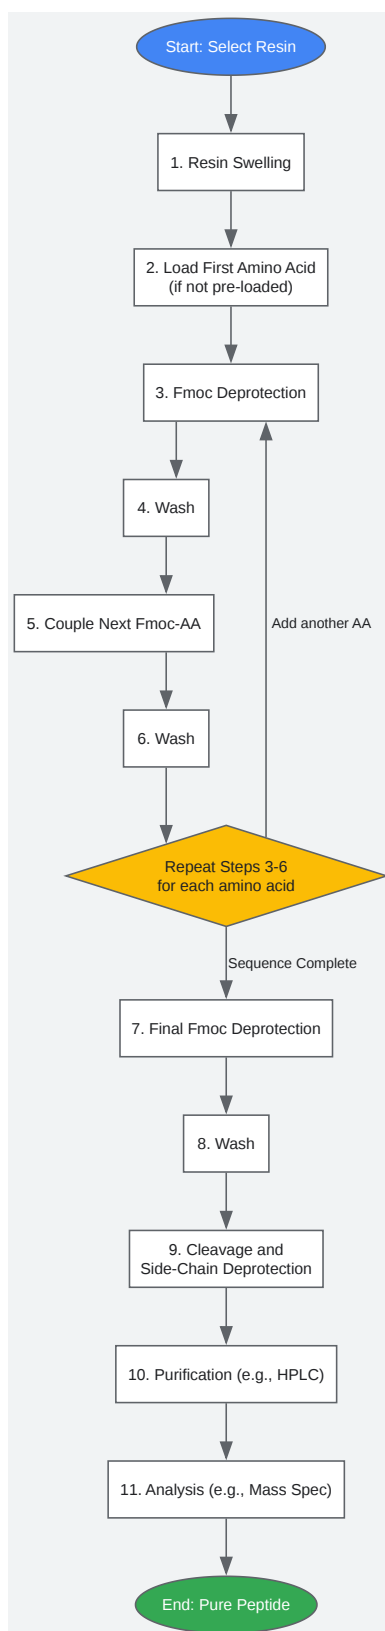 Start: Select Resin
1. Resin Swelling
2. Load First Amino Acid
(if not pre-loaded)
3. Fmoc Deprotection
4. Wash
5. Couple Next Fmoc-AA
Add another AA
6. Wash
Repeat Steps 3-6
for each amino acid
Sequence Complete
7. Final Fmoc Deprotection
8. Wash
9. Cleavage and
Side-Chain Deprotection
10. Purification (e.g., HPLC)
11. Analysis (e.g., Mass Spec)
End: Pure Peptide